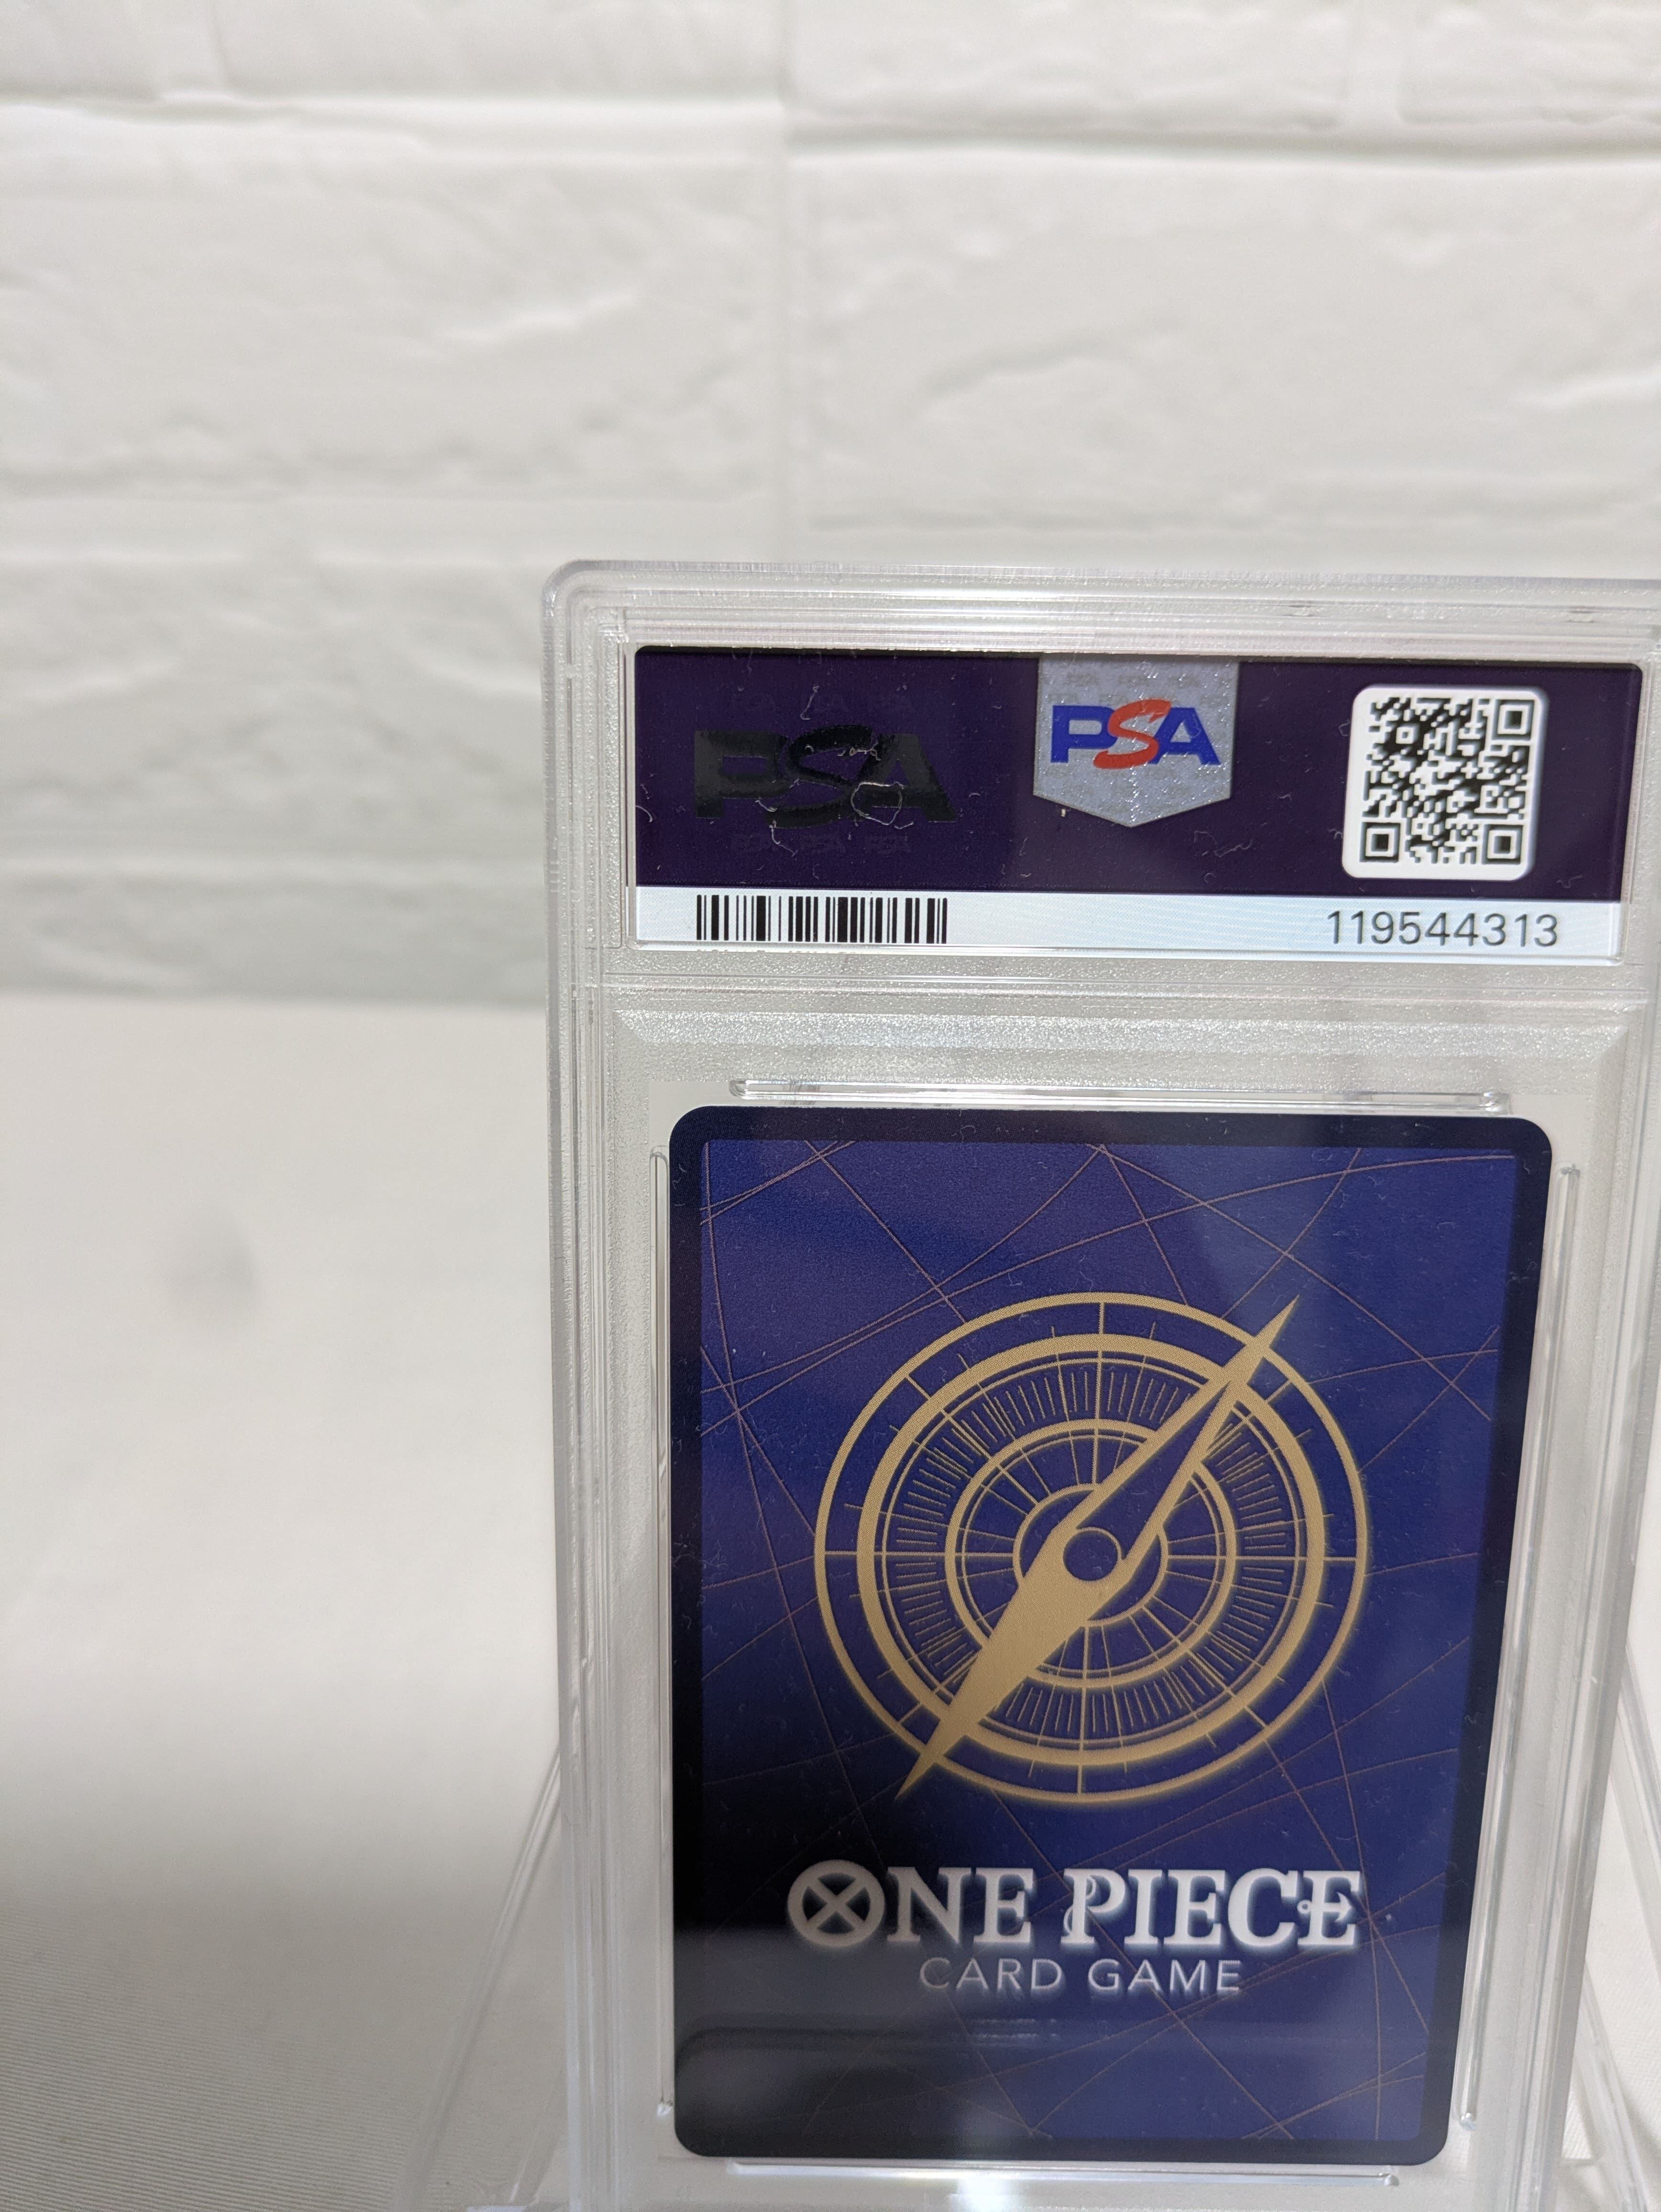 PSA
PSA
119544313
ONE PIECE
CARD GAME